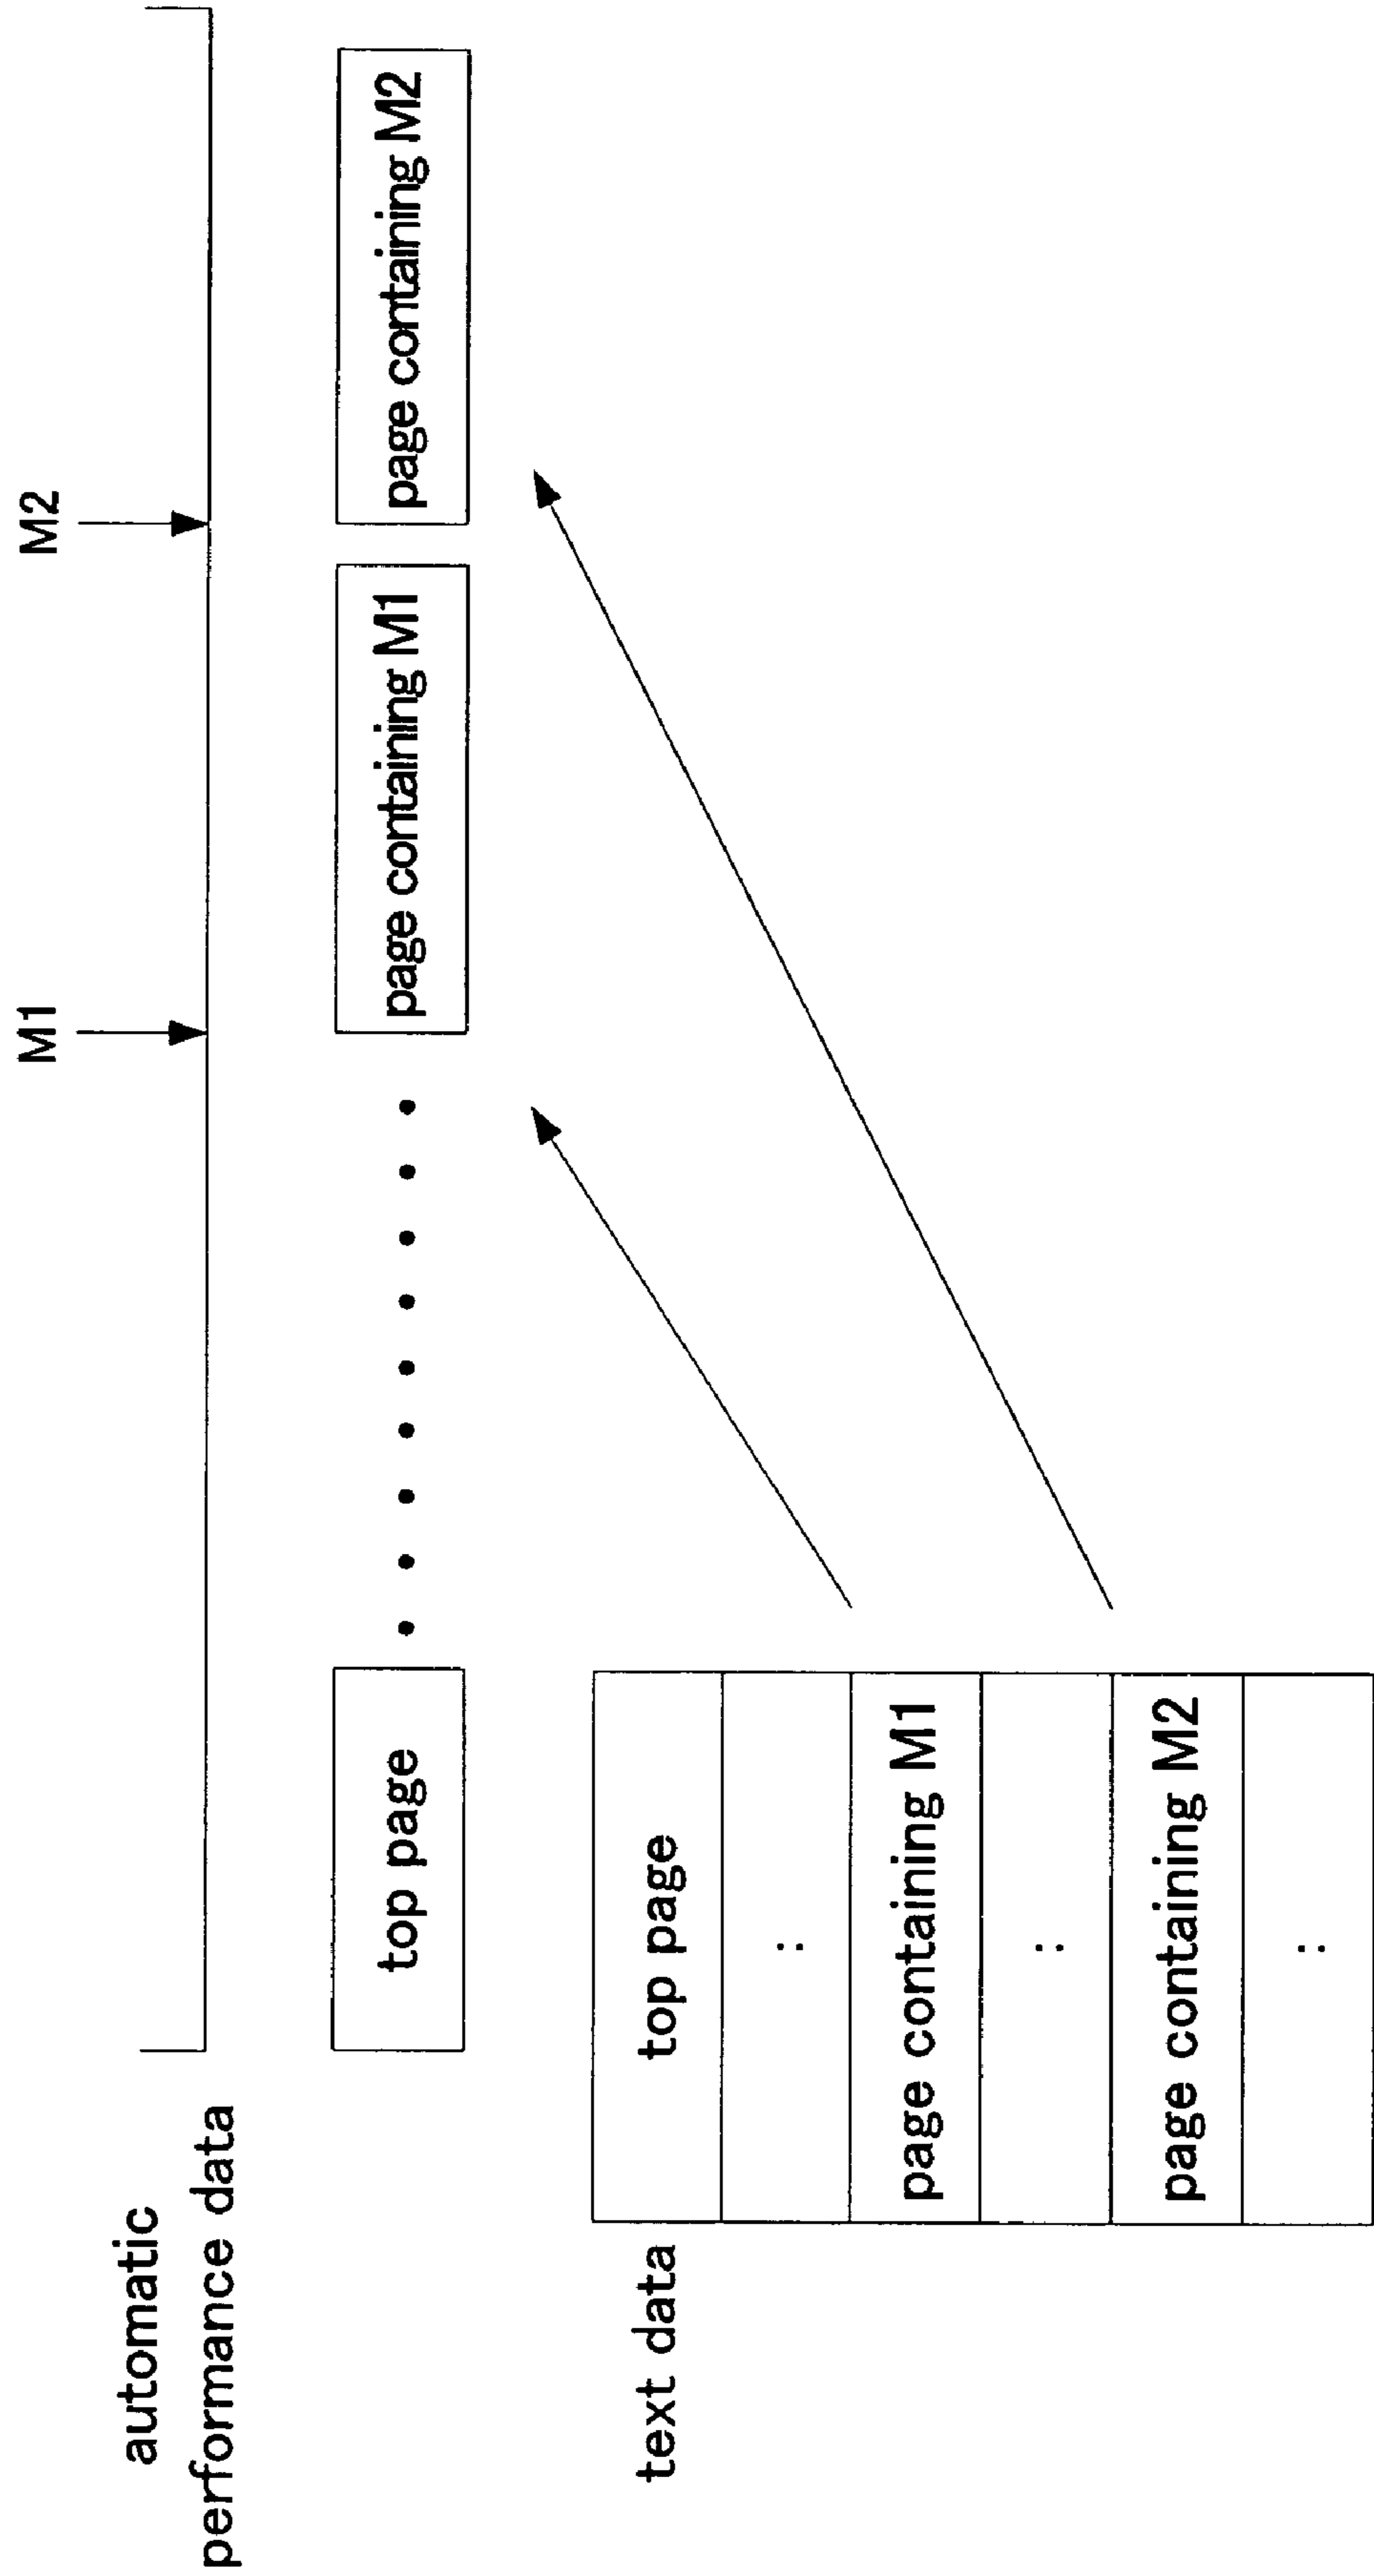 M1
M2
automatic
performance data
top page
page containing M1
page containing M2
text data
top page
:
page containing M1
:
page containing M2
: